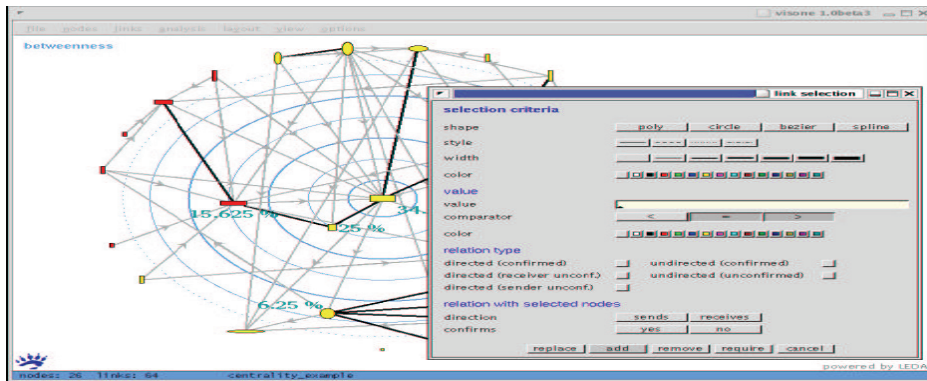 visone 1.0beta3
file nodes links analysis layout view options
betweenness
link selection
selection criteria
shape poly circle bezier spline
style
width
color
value
value
comparator < = >
color
relation type
directed (confirmed) undirected (confirmed)
directed (receiver unconf.) undirected (unconfirmed)
directed (sender unconf.)
relation with selected nodes
direction sends receives
confirms yes no
replace add remove require cancel
15.625 %
34.
25 %
6.25 %
powered by LEDA
nodes: 26 links: 64 centrality_example